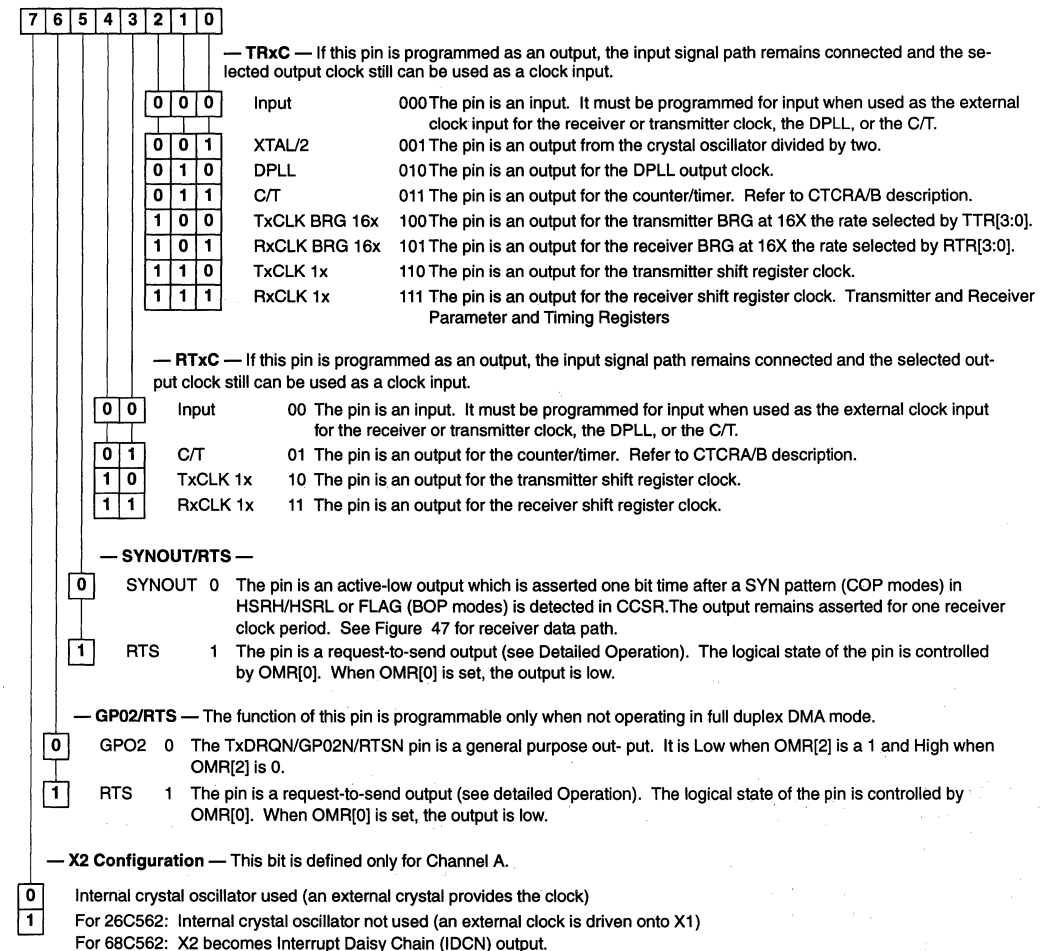 7 6 5 4 3 2 1 0
— TRxC — If this pin is programmed as an output, the input signal path remains connected and the se-
lected output clock still can be used as a clock input.
0 0 0 Input 000 The pin is an input. It must be programmed for input when used as the external
clock input for the receiver or transmitter clock, the DPLL, or the C/T.
0 0 1 XTAL/2 001 The pin is an output from the crystal oscillator divided by two.
0 1 0 DPLL 010 The pin is an output for the DPLL output clock.
0 1 1 C/T 011 The pin is an output for the counter/timer. Refer to CTCRA/B description.
1 0 0 TxCLK BRG 16x 100 The pin is an output for the transmitter BRG at 16X the rate selected by TTR[3:0].
1 0 1 RxCLK BRG 16x 101 The pin is an output for the receiver BRG at 16X the rate selected by RTR[3:0].
1 1 0 TxCLK 1x 110 The pin is an output for the transmitter shift register clock.
1 1 1 RxCLK 1x 111 The pin is an output for the receiver shift register clock. Transmitter and Receiver
Parameter and Timing Registers
— RTxC — If this pin is programmed as an output, the input signal path remains connected and the selected out-
put clock still can be used as a clock input.
0 0 Input 00 The pin is an input. It must be programmed for input when used as the external clock input
for the receiver or transmitter clock, the DPLL, or the C/T.
0 1 C/T 01 The pin is an output for the counter/timer. Refer to CTCRA/B description.
1 0 TxCLK 1x 10 The pin is an output for the transmitter shift register clock.
1 1 RxCLK 1x 11 The pin is an output for the receiver shift register clock.
— SYNOUT/RTS —
0 SYNOUT 0 The pin is an active-low output which is asserted one bit time after a SYN pattern (COP modes) in
HSRH/HSRL or FLAG (BOP modes) is detected in CCSR.The output remains asserted for one receiver
clock period. See Figure 47 for receiver data path.
1 RTS 1 The pin is a request-to-send output (see Detailed Operation). The logical state of the pin is controlled
by OMR[0]. When OMR[0] is set, the output is low.
— GP02/RTS — The function of this pin is programmable only when not operating in full duplex DMA mode.
0 GPO2 0 The TxDRQN/GP02N/RTSN pin is a general purpose out- put. It is Low when OMR[2] is a 1 and High when
OMR[2] is 0.
1 RTS 1 The pin is a request-to-send output (see detailed Operation). The logical state of the pin is controlled by
OMR[0]. When OMR[0] is set, the output is low.
— X2 Configuration — This bit is defined only for Channel A.
0 Internal crystal oscillator used (an external crystal provides the clock)
1 For 26C562: Internal crystal oscillator not used (an external clock is driven onto X1)
For 68C562: X2 becomes Interrupt Daisy Chain (IDCN) output.